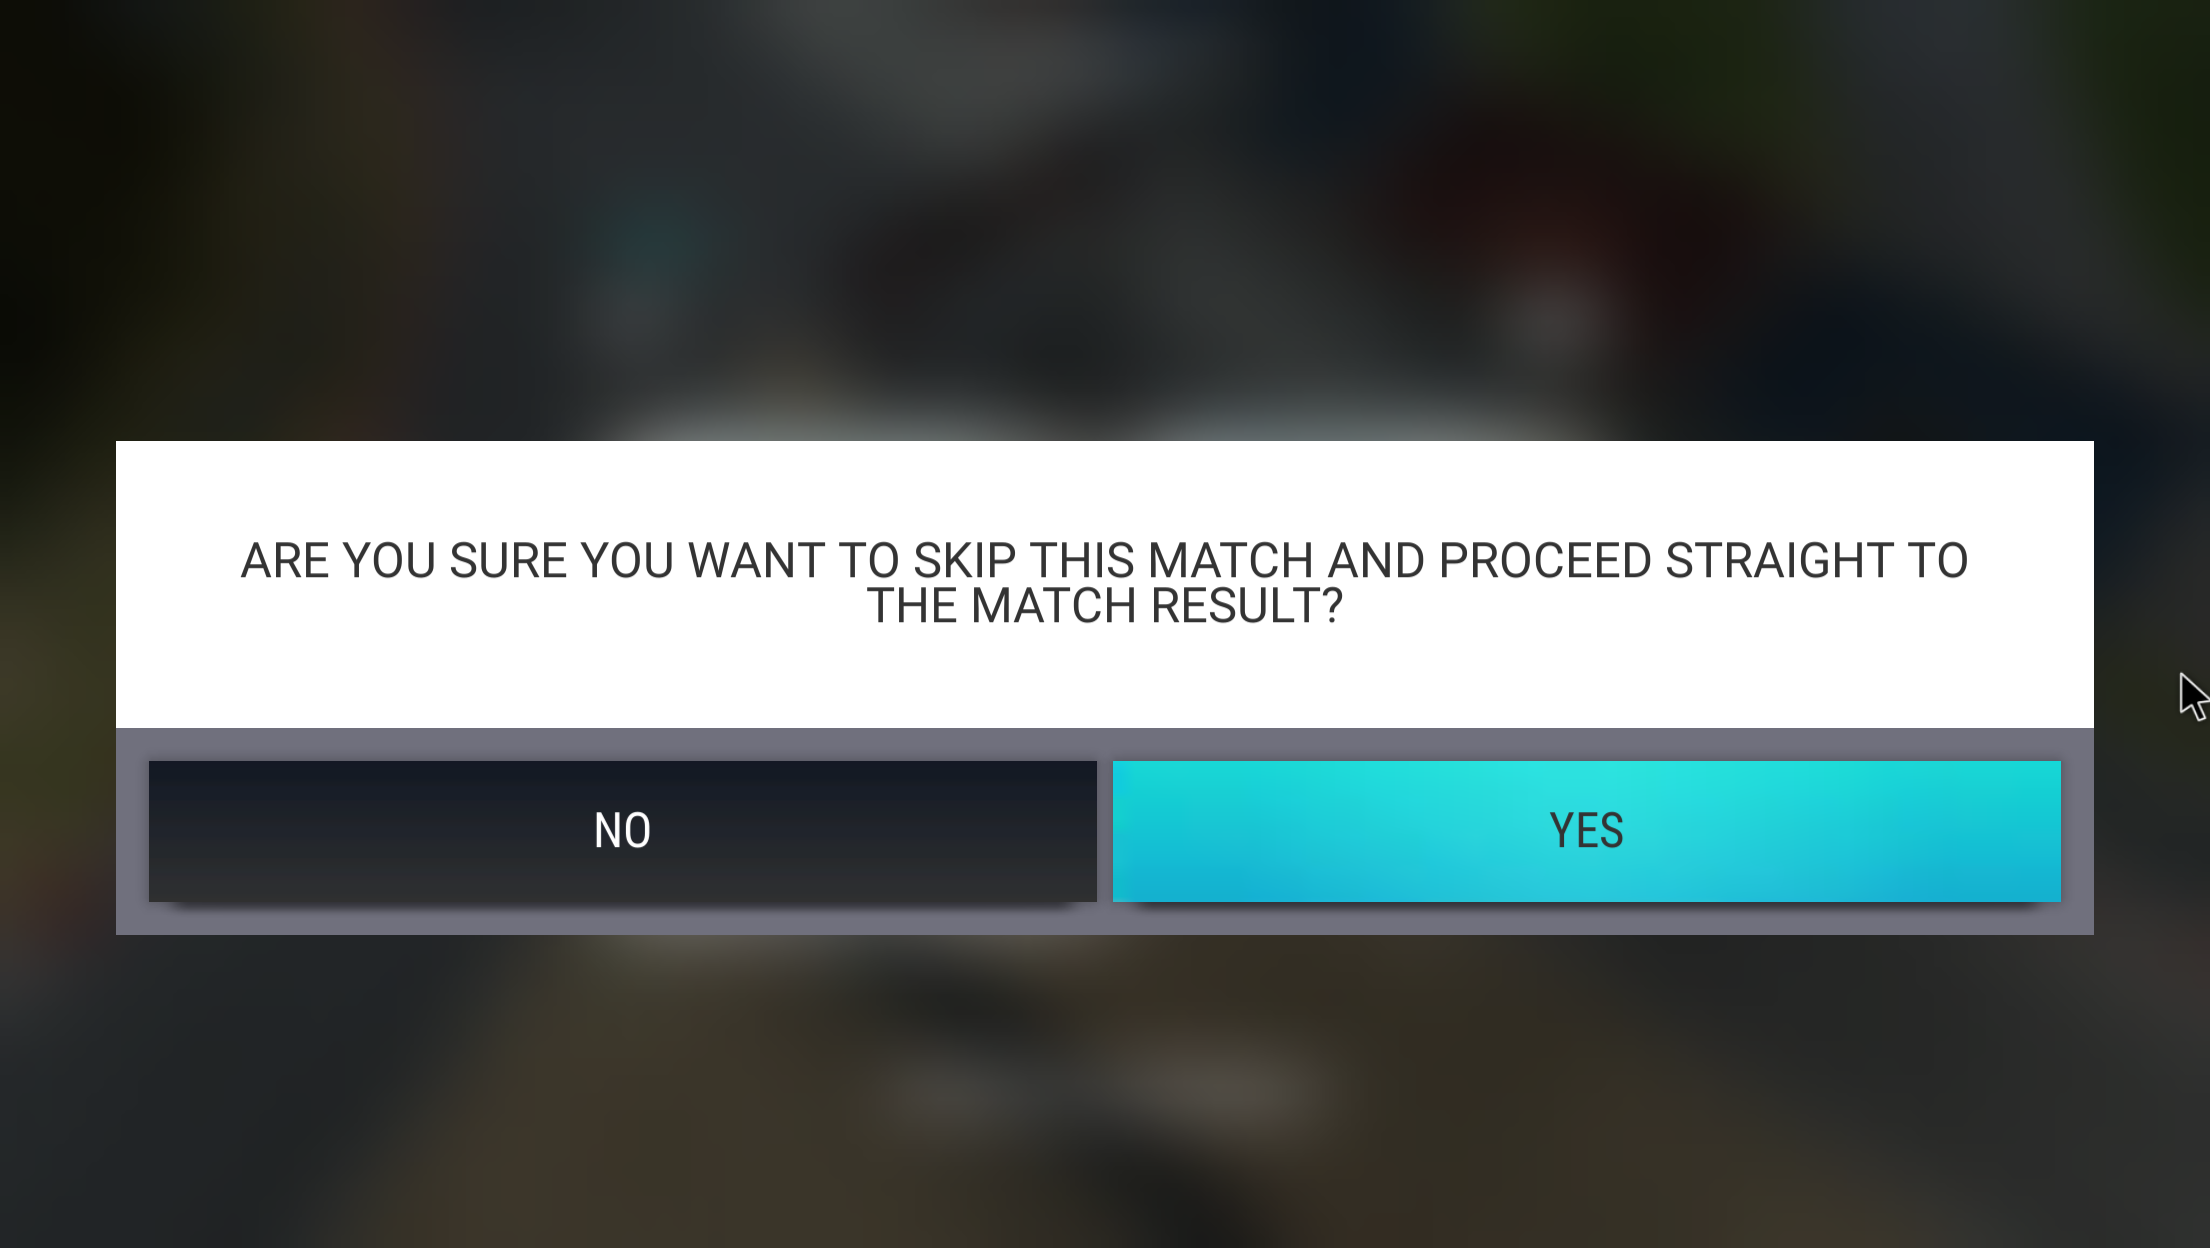 ARE YOU SURE YOU WANT TO SKIP THIS MATCH AND PROCEED STRAIGHT TO
THE MATCH RESULT?
NO
YES